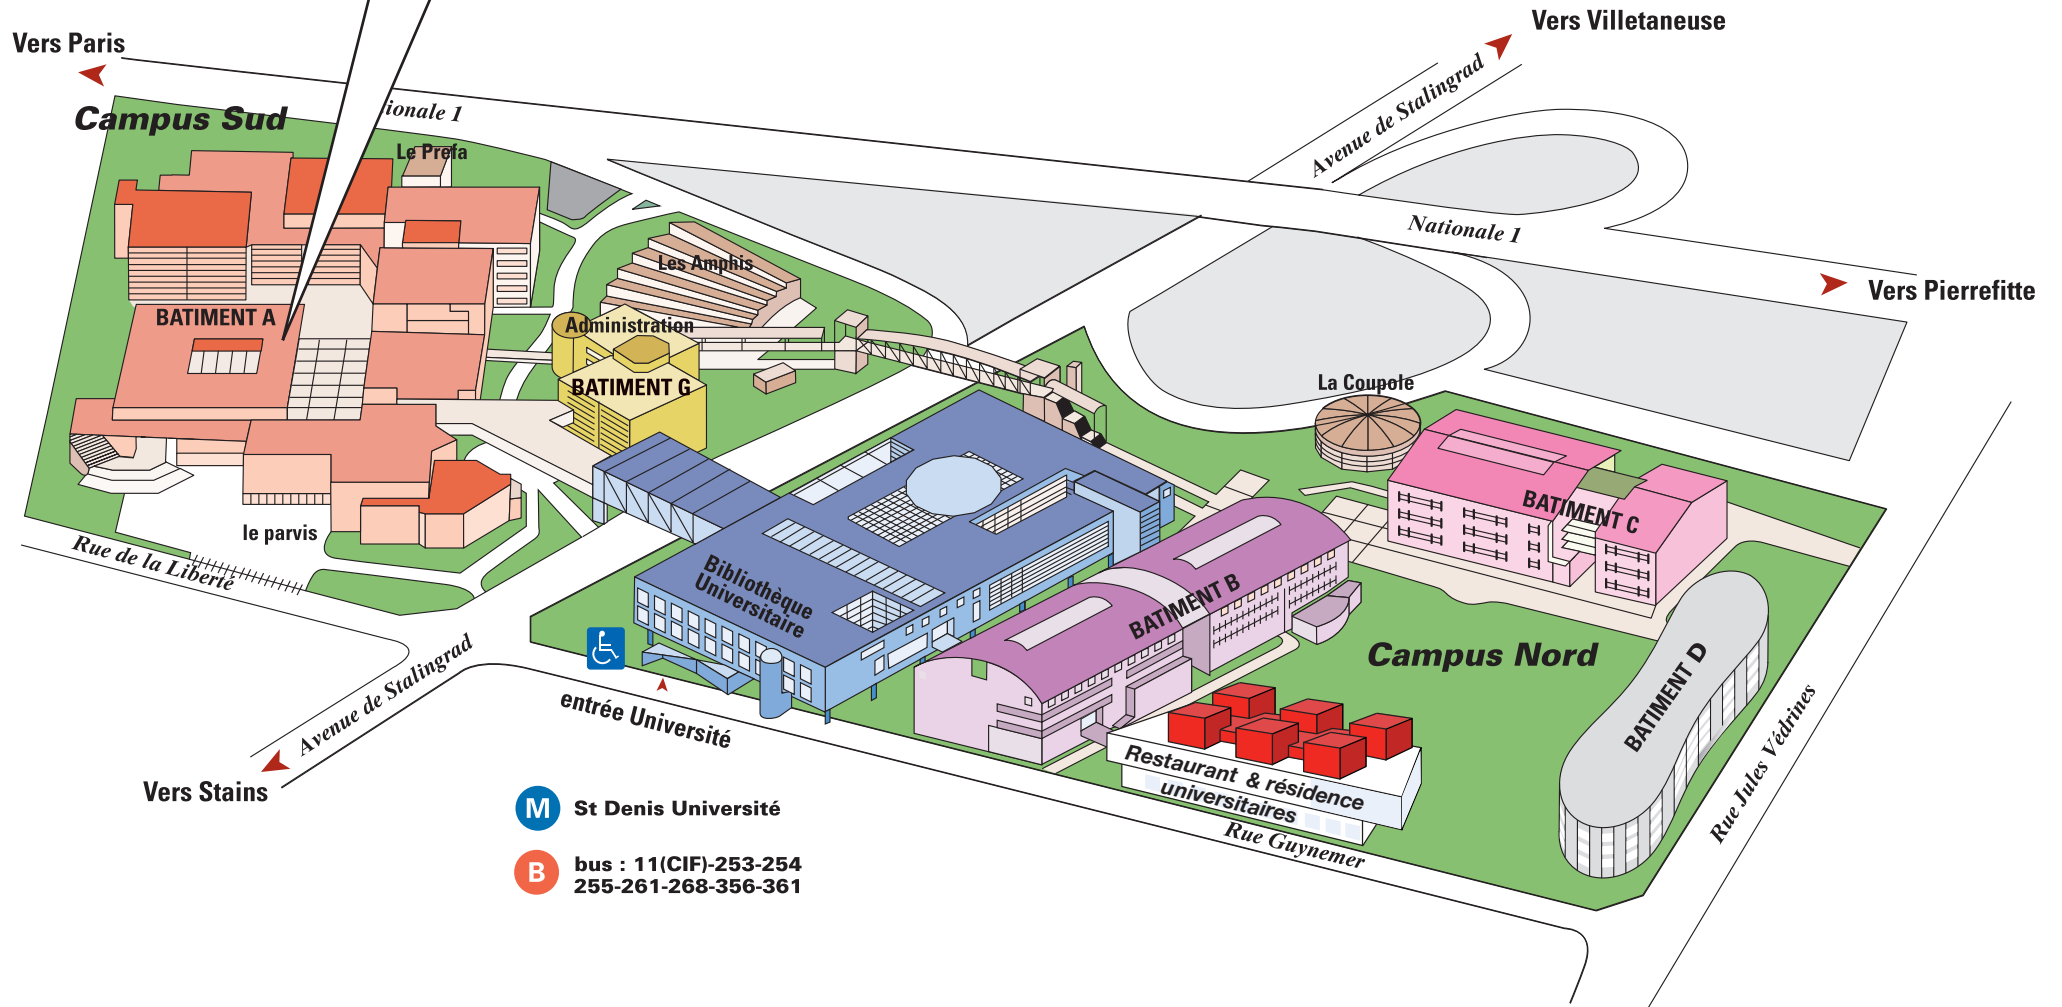 Vers Villetaneuse
Vers Paris
Avenue de Stalingrad
Campus Sud
ionale 1
Le Prefa
Nationale 1
Les Amphis
Vers Pierrefitte
BATIMENT A
Administration
BATIMENT G
La Coupole
BATIMENT C
le parvis
Rue de la Liberté
Bibliothèque
Universitaire
BATIMENT B
Campus Nord
BATIMENT D
entrée Université
Avenue de Stalingrad
Vers Stains
Restaurant & résidence
universitaires
Rue Jules Védrines
Rue Guynemer
M St Denis Université
B bus : 11(CIF)-253-254
255-261-268-356-361